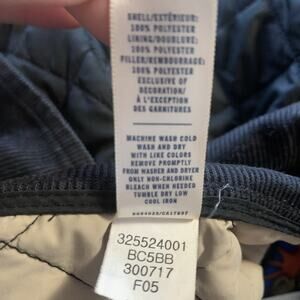 SHELL/EXTÉRIEUR:
100% POLYESTER
LINING/DOUBLURE:
100% POLYESTER
FILLER/REMBOURRAGE:
100% POLYESTER
EXCLUSIVE OF
DECORATION/
À L'EXCEPTION
DES GARNITURES
MACHINE WASH COLD
WASH AND DRY
WITH LIKE COLORS
REMOVE PROMPTLY
FROM WASHER AND DRYER
ONLY NON-CHLORINE
BLEACH WHEN NEEDED
TUMBLE DRY LOW
COOL IRON
325524001
BC5BB
300717
F05